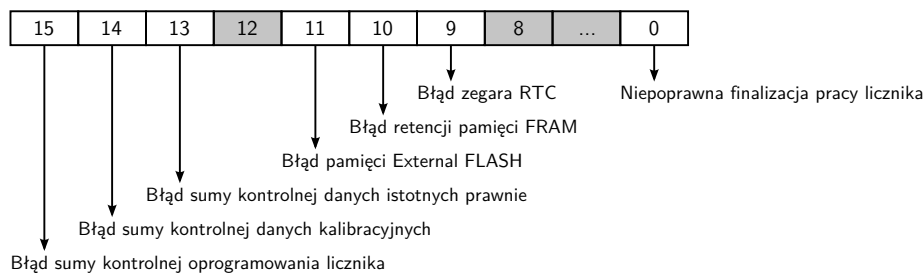 15 14 13 12 11 10 9 8 ... 0
Błąd zegara RTC Niepoprawna finalizacja pracy licznika
Błąd retencji pamięci FRAM
Błąd pamięci External FLASH
Błąd sumy kontrolnej danych istotnych prawnie
Błąd sumy kontrolnej danych kalibracyjnych
Błąd sumy kontrolnej oprogramowania licznika